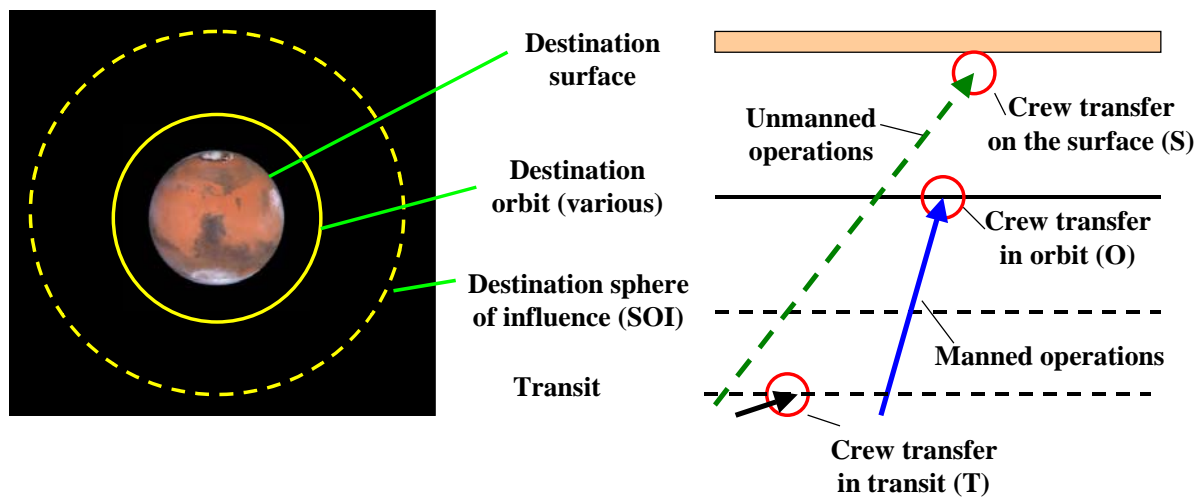 Destination
surface
Destination
orbit (various)
Destination sphere
of influence (SOI)
Transit
Unmanned
operations
Crew transfer
on the surface (S)
Crew transfer
in orbit (O)
Manned operations
Crew transfer
in transit (T)